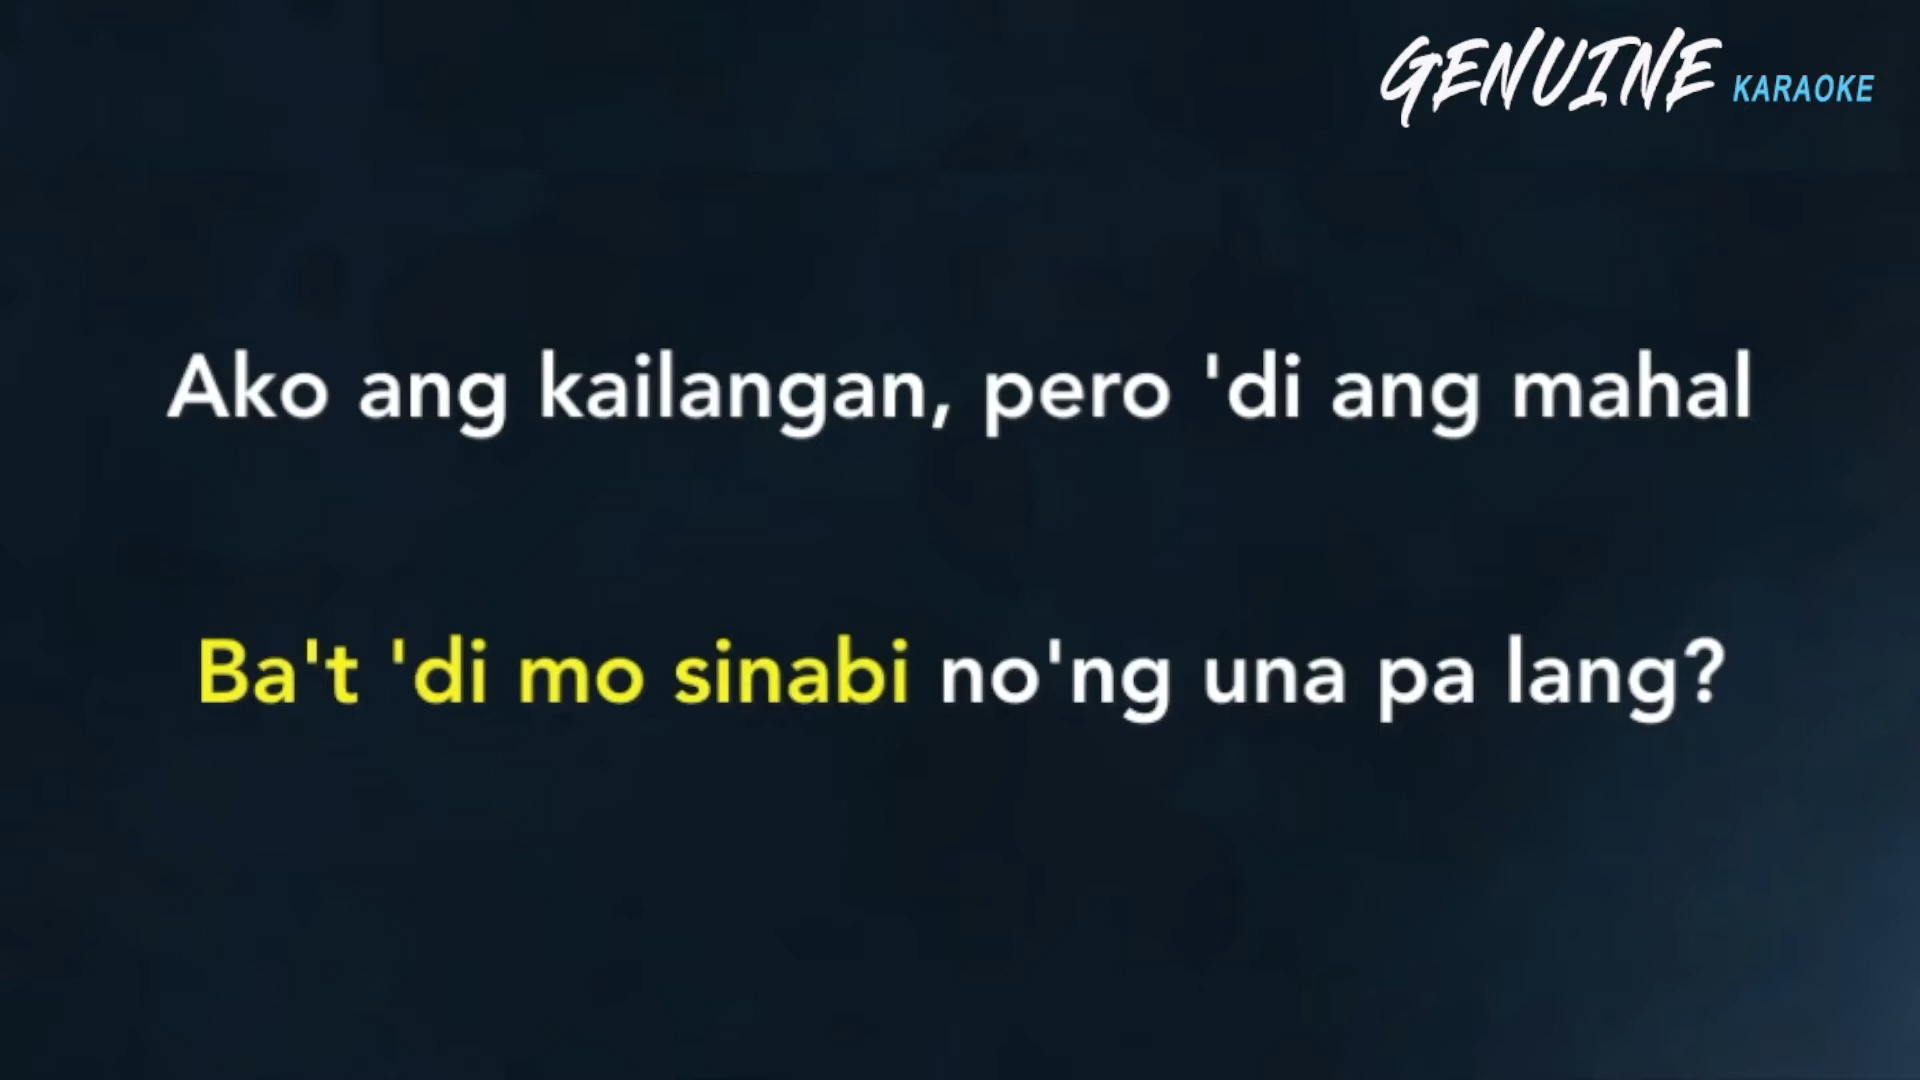 GENUINE KARAOKE
Ako ang kailangan, pero 'di ang mahal
Ba't 'di mo sinabi no'ng una pa lang?